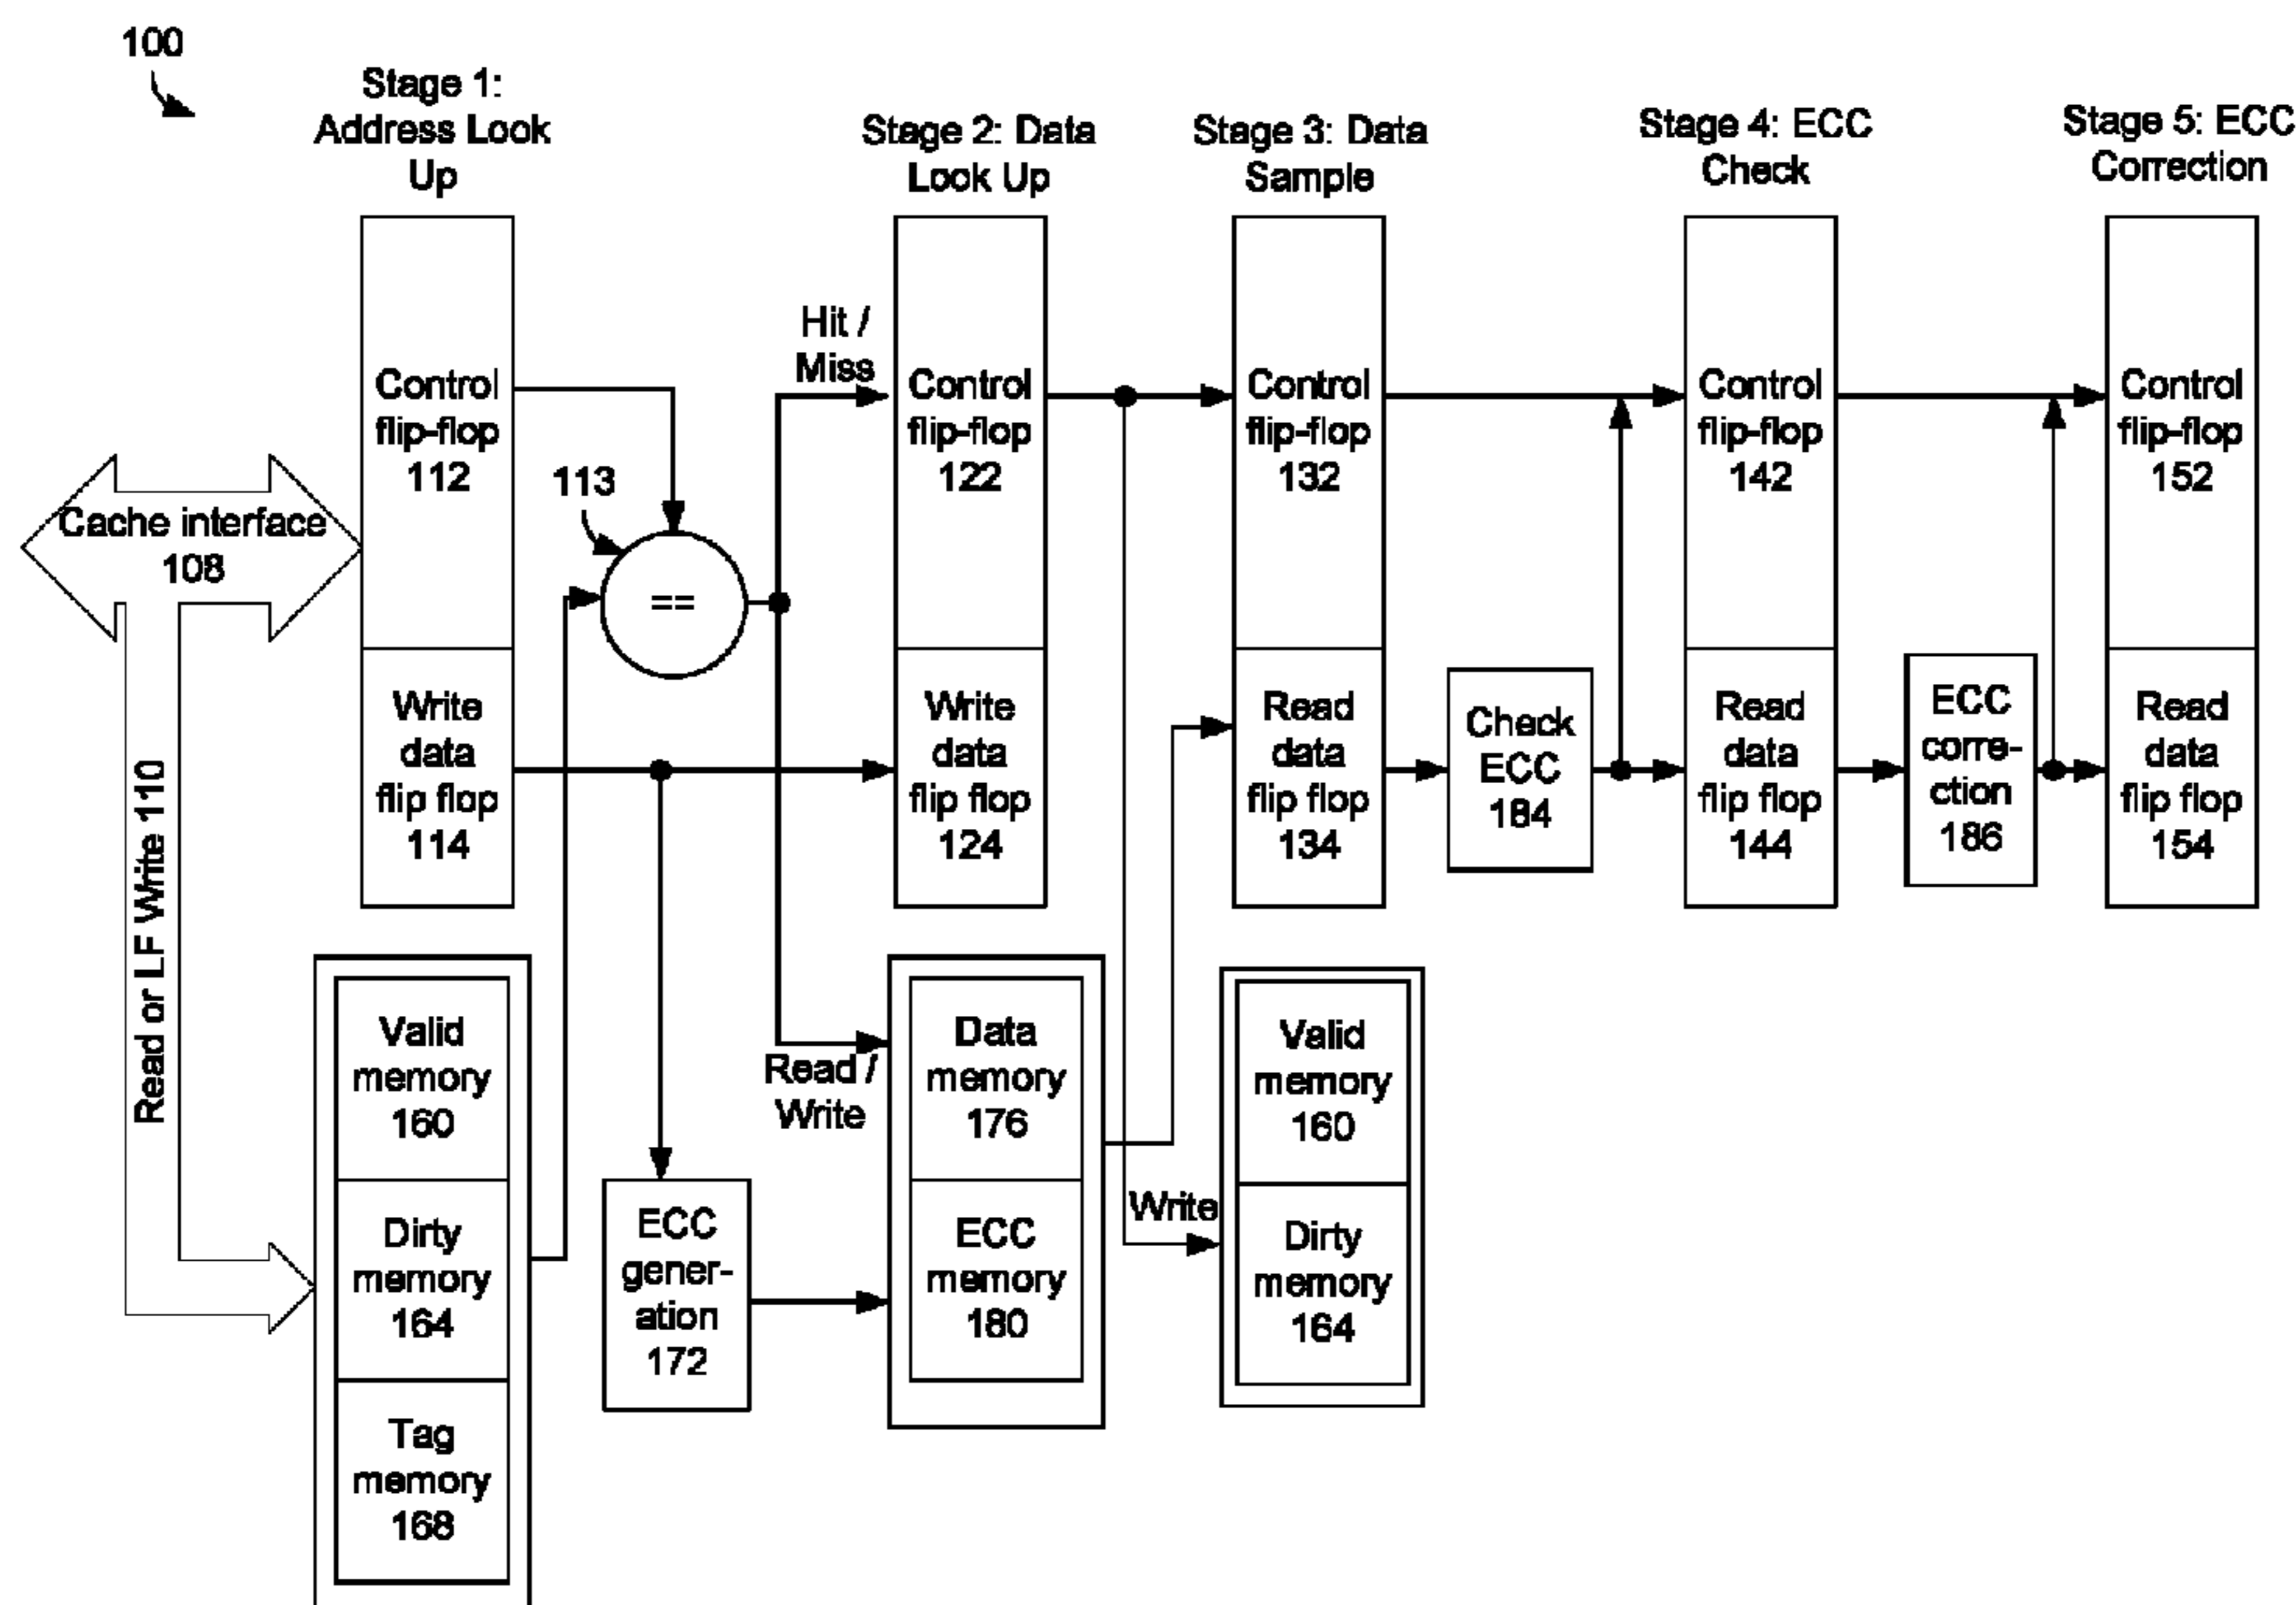 100
Stage 1:
Address Look
Up
Stage 2: Data
Look Up
Stage 3: Data
Sample
Stage 4: ECC
Check
Stage 5: ECC
Correction
Cache interface
108
Read or LF Write 110
Control
flip-flop
112
Write
data
flip flop
114
113
==
Hit /
Miss
Read /
Write
Control
flip-flop
122
Write
data
flip flop
124
Control
flip-flop
132
Read
data
flip flop
134
Check
ECC
184
Control
flip-flop
142
Read
data
flip flop
144
ECC
corre-
ction
186
Control
flip-flop
152
Read
data
flip flop
154
Valid
memory
160
Dirty
memory
164
Tag
memory
168
ECC
gener-
ation
172
Data
memory
176
ECC
memory
180
Write
Valid
memory
160
Dirty
memory
164